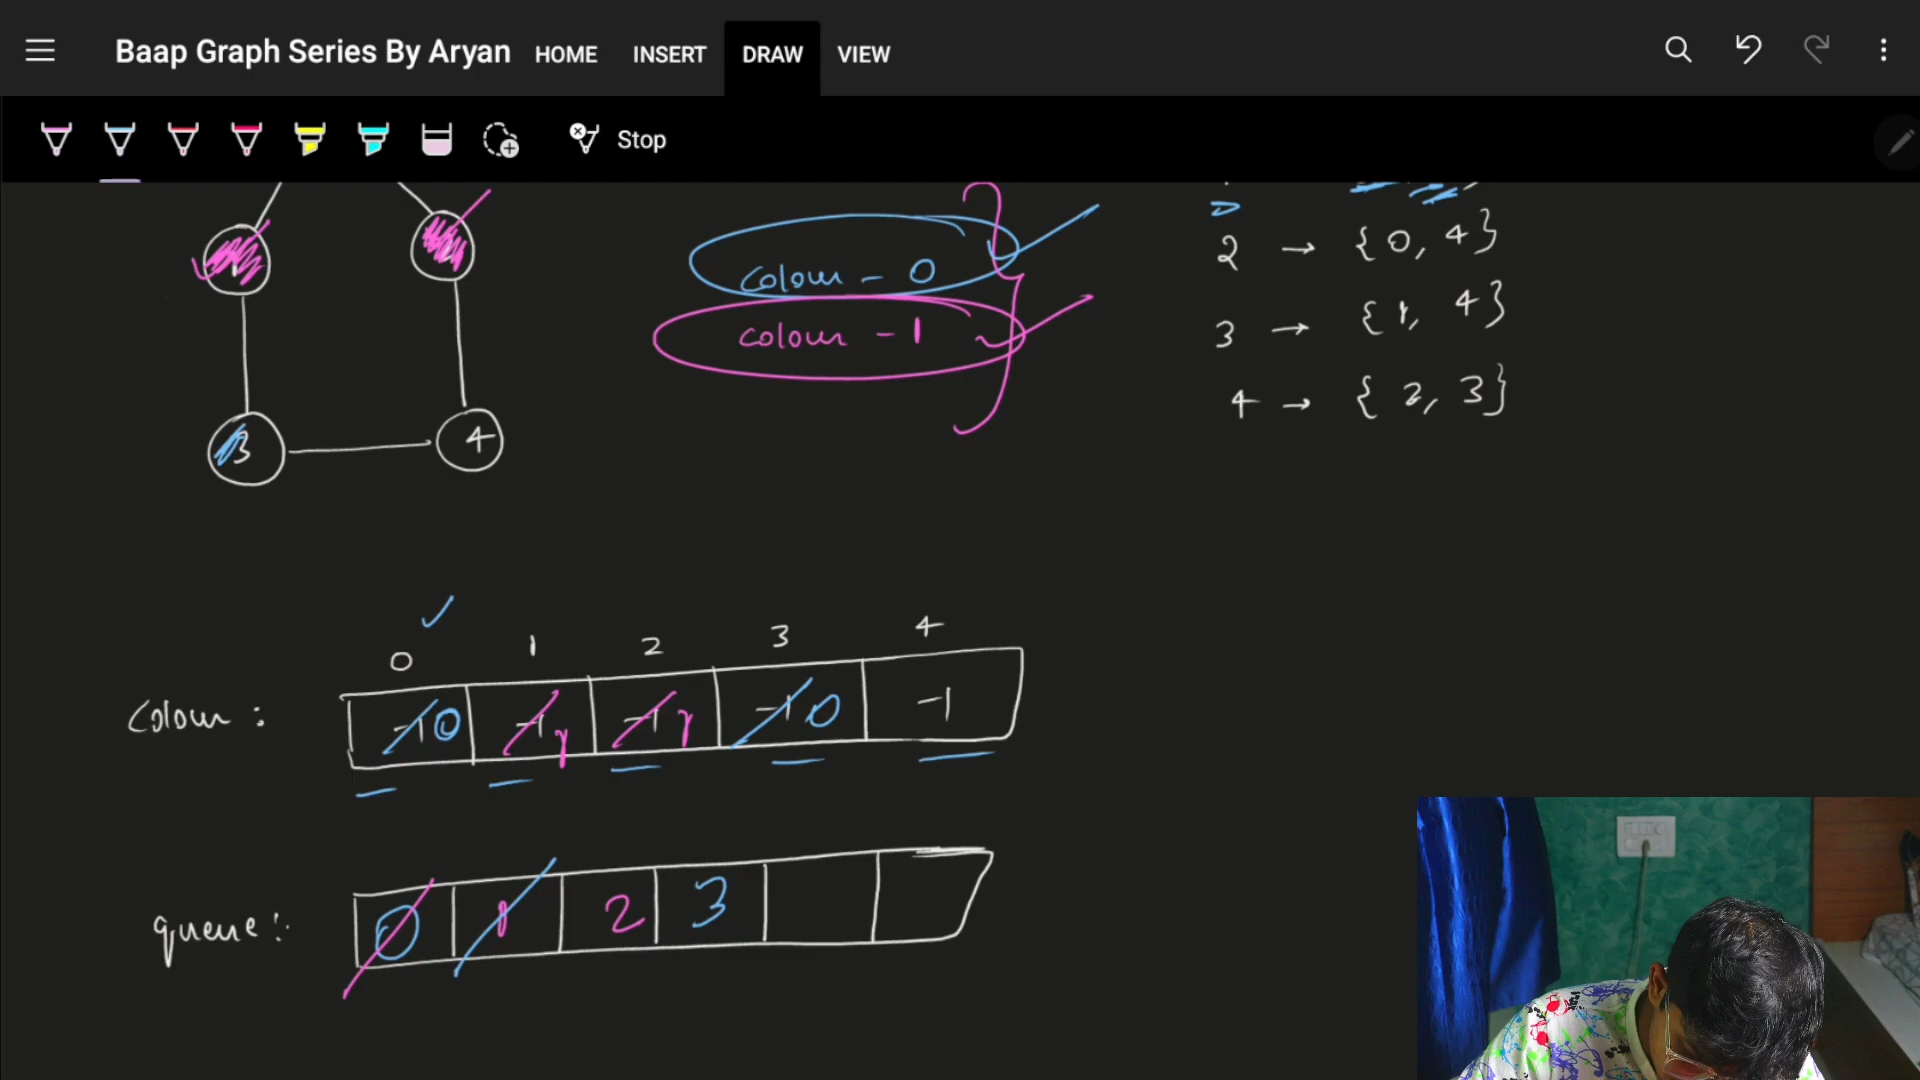 Baap Graph Series By Aryan HOME INSERT DRAW VIEW
Stop
colour - 0
colour - 1
2 → {0, 4}
3 → {1, 4}
4 → {2, 3}
3 4
0 1 2 3 4
colour : -1 0 -1 1 -1 1 -1 0 -1
queue : 0 1 2 3